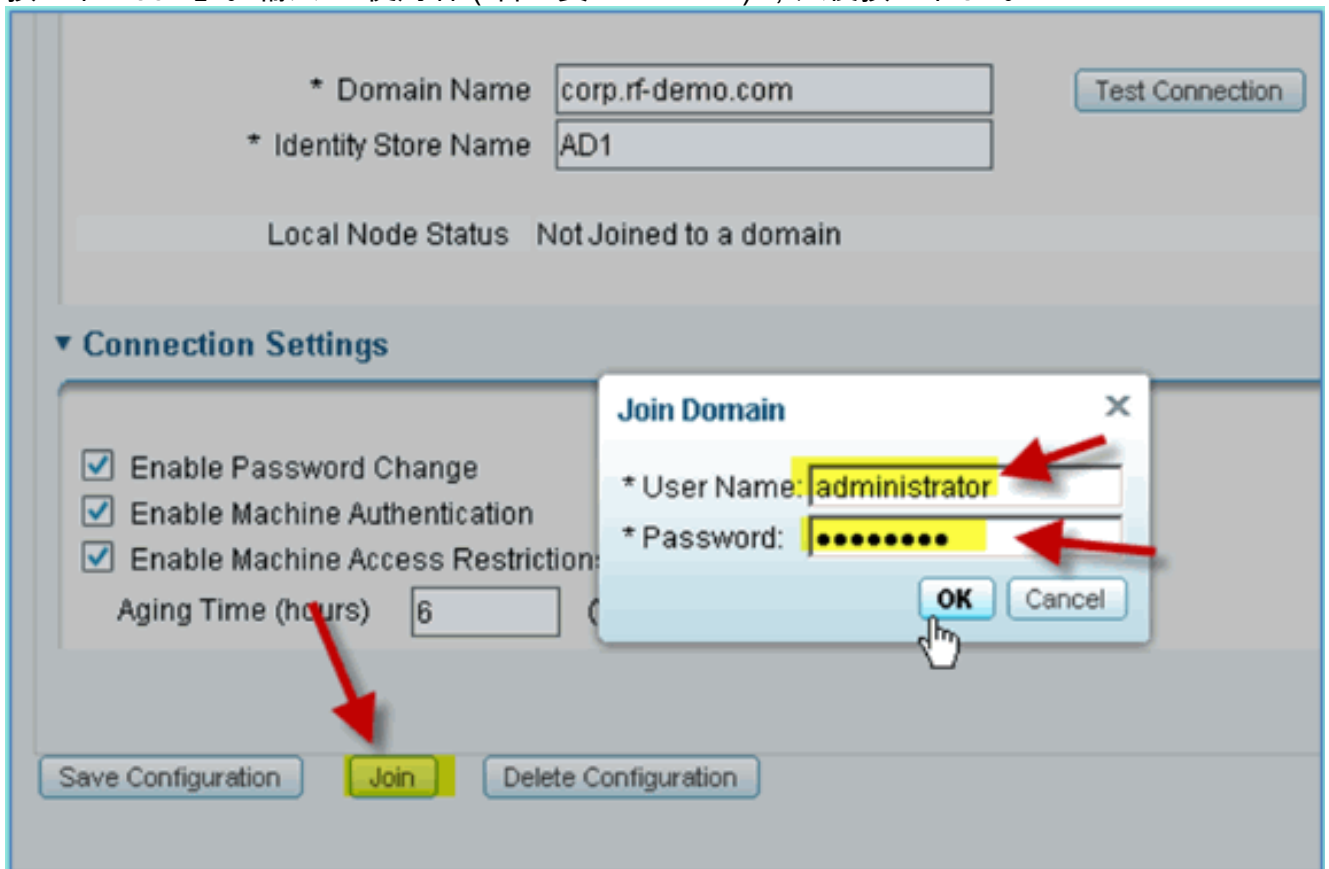 * Domain Name corp.rf-demo.com Test Connection
* Identity Store Name AD1
Local Node Status Not Joined to a domain
Connection Settings
Enable Password Change
Enable Machine Authentication
Enable Machine Access Restrictions
Aging Time (hours) 6 (
Join Domain
* User Name: administrator
* Password: ●●●●●●●●
OK Cancel
Save Configuration Join Delete Configuration